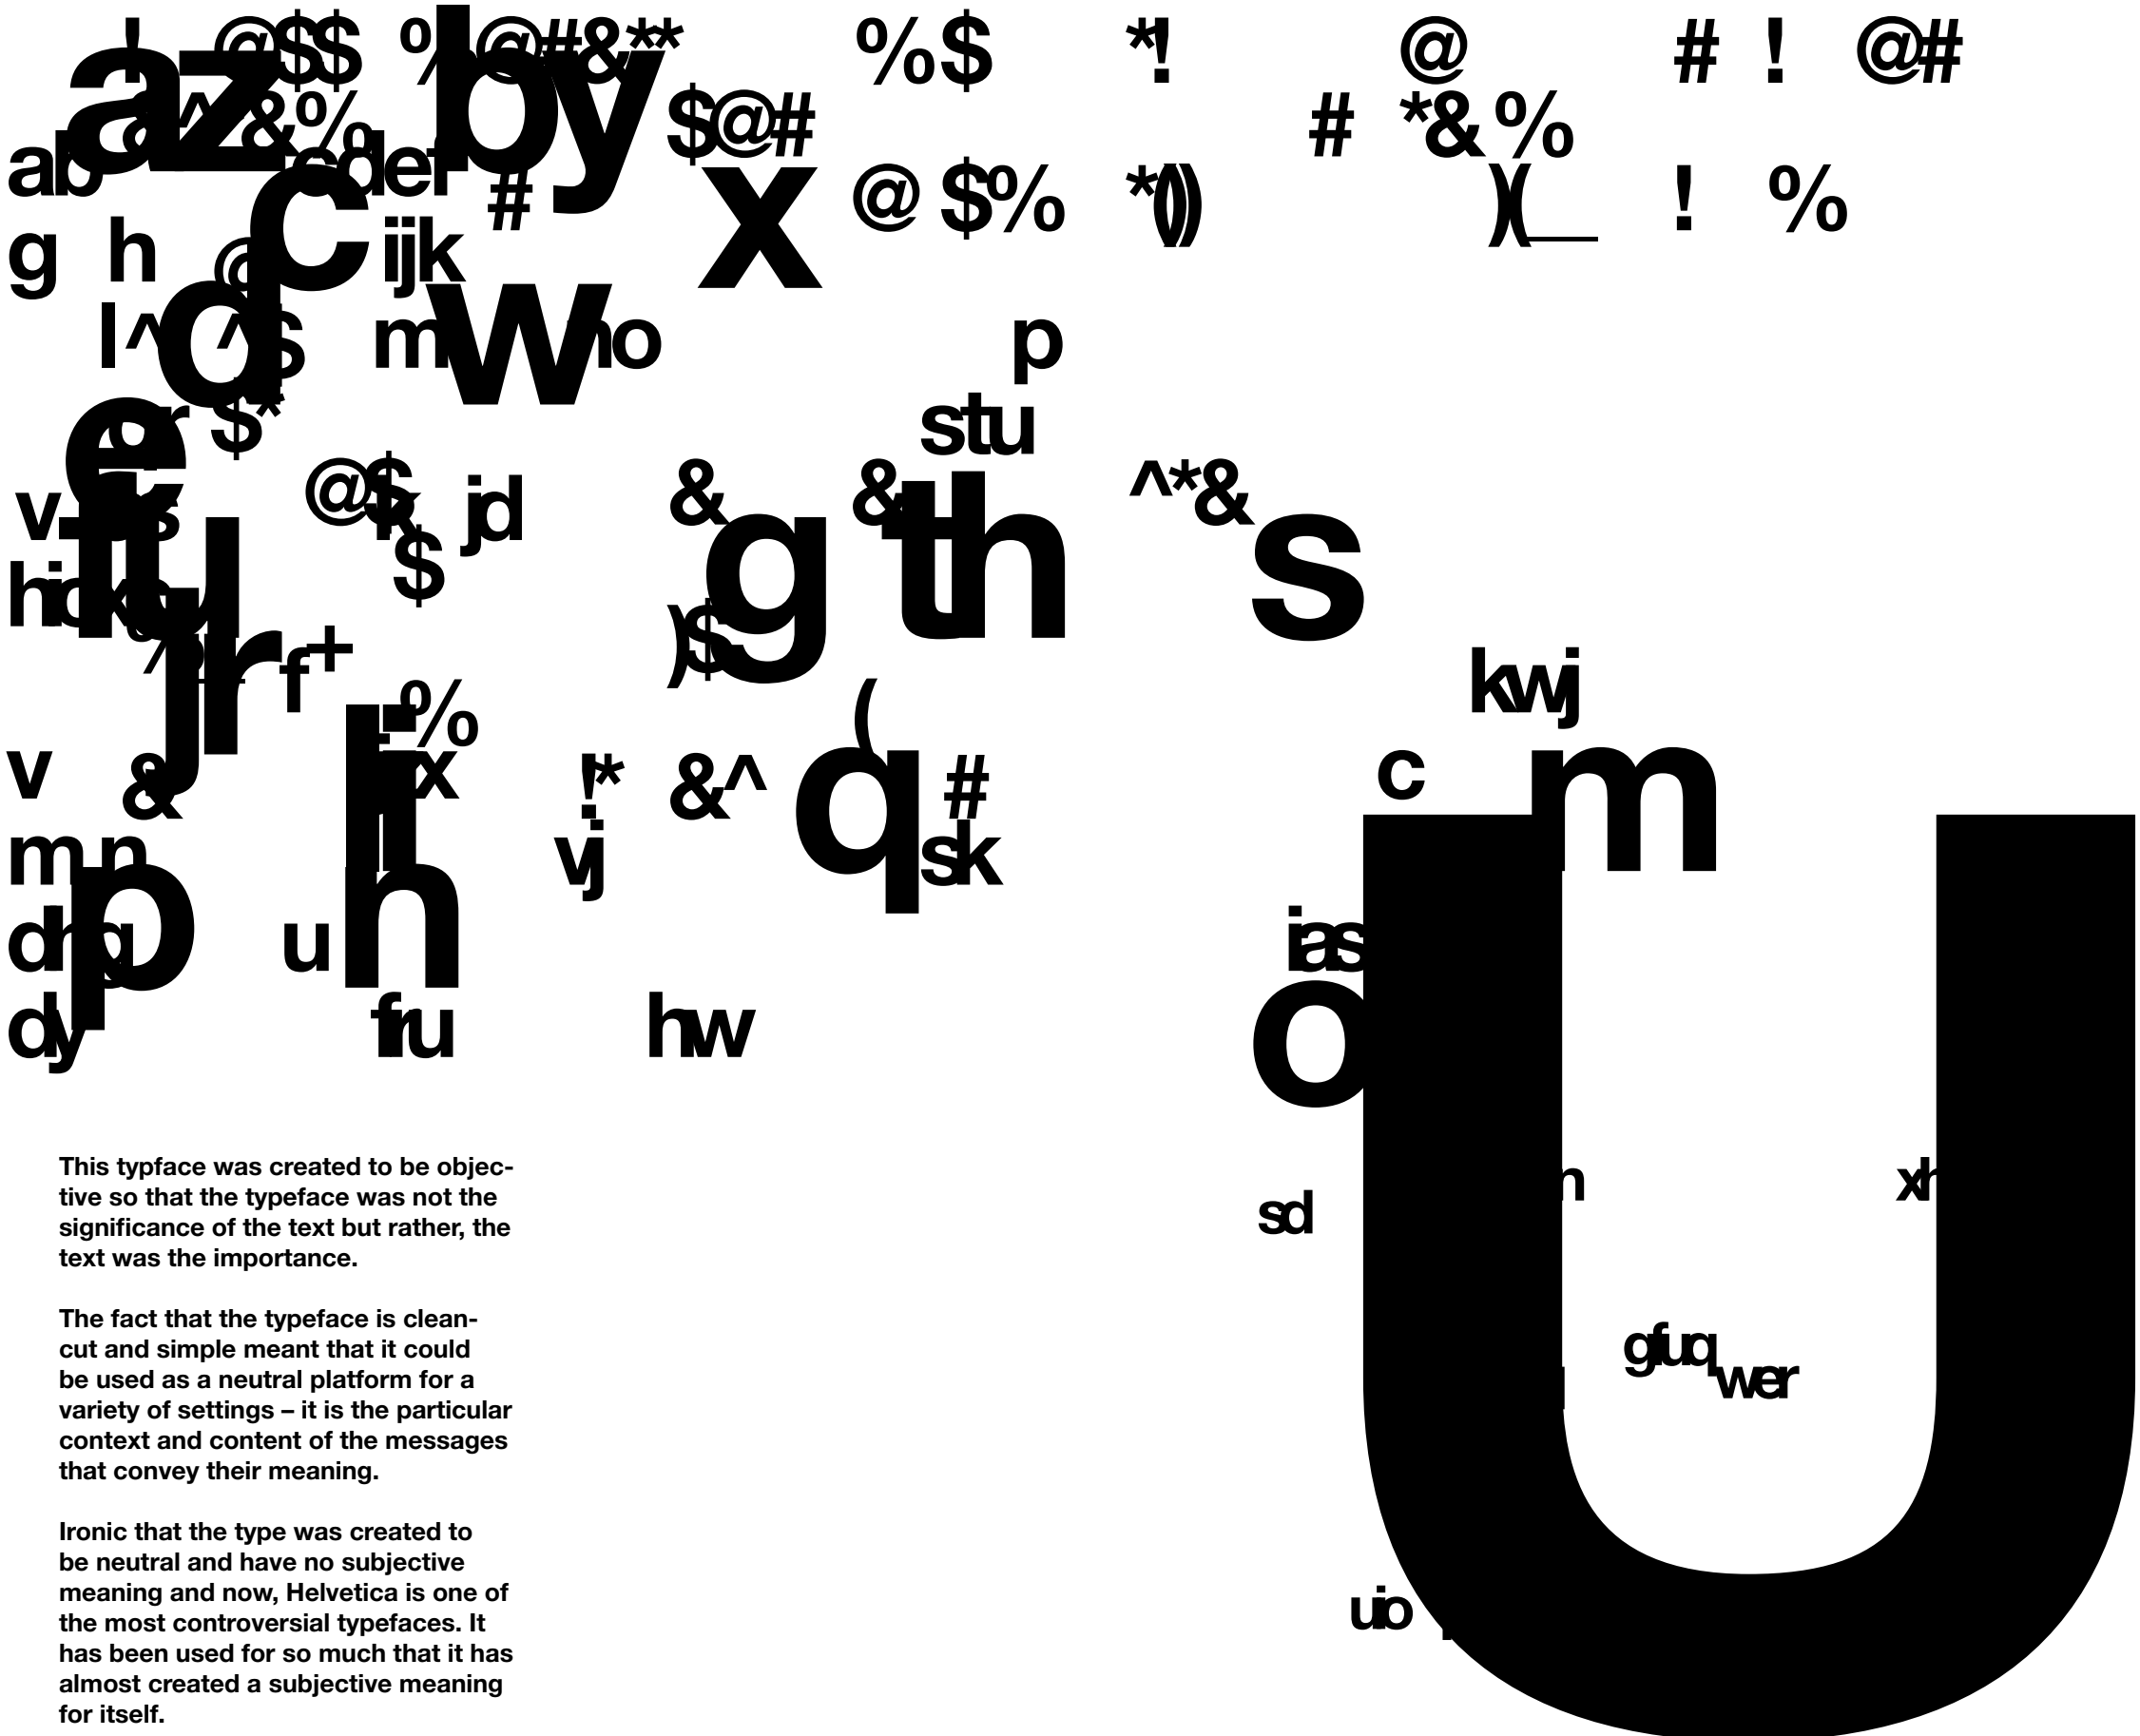 ! @ $ $ % @ # & * * % $ * ! @ # ! @ #
a z b y
^ & % $ @ # # * & %
a b c d e f # x @ $ % * ( ) ) ) ( _ ! %
c
g h @ i j k
d w
l ^ ^ $ m n o p
e r $ * s t u
v @ $ j d & & ^ * &
f u g t h s
h i d k $
) $
j r f + k w j
% (
v & l i x ! * & ^ q # c m
m n v j s k
p h U
d h q u i a s
o
d y f r u h w
This typface was created to be objec-
tive so that the typeface was not the
significance of the text but rather, the
text was the importance.
n x h
s d
The fact that the typeface is clean-
cut and simple meant that it could
be used as a neutral platform for a
variety of settings – it is the particular
context and content of the messages
that convey their meaning.
g f u q
w e r
Ironic that the type was created to
be neutral and have no subjective
meaning and now, Helvetica is one of
the most controversial typefaces. It
has been used for so much that it has
almost created a subjective meaning
for itself.
u i o